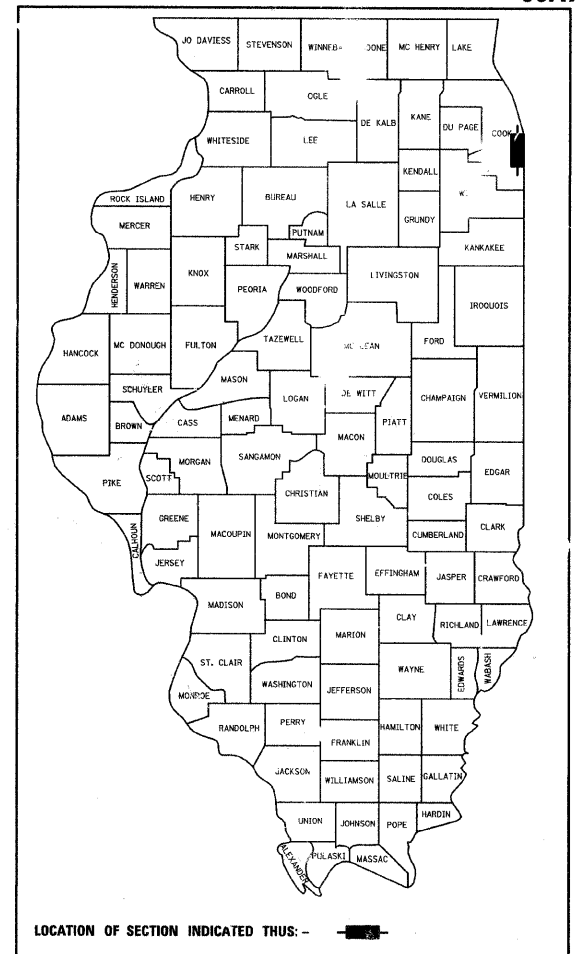 JO DAVIESS
STEVENSON
WINNEBA
OONE
MC HENRY
LAKE
CARROLL
OGLE
KANE
DE KALB
DU PAGE
COOK
WHITESIDE
LEE
KENDALL
ROCK ISLAND
HENRY
BUREAU
LA SALLE
GRUNDY
MERCER
PUTNAM
KANKAKEE
STARK
MARSHALL
HENDERSON
WARREN
KNOX
PEORIA
WOODFORD
LIVINGSTON
IROQUOIS
HANCOCK
MC DONOUGH
FULTON
TAZEWELL
FORD
MASON
SCHUYLER
LOGAN
DE WITT
CHAMPAIGN
VERMILION
ADAMS
BROWN
CASS
MENARD
PIATT
MACON
SANGAMON
MORGAN
DOUGLAS
EDGAR
PIKE
SCOTT
MOULTRIE
CHRISTIAN
COLES
GREENE
MACOUPIN
SHELBY
CALHOUN
MONTGOMERY
CUMBERLAND
CLARK
JERSEY
FAYETTE
EFFINGHAM
JASPER
CRAWFORD
MADISON
BOND
CLAY
RICHLAND
LAWRENCE
CLINTON
MARION
ST. CLAIR
WAYNE
EDWARDS
WABASH
WASHINGTON
JEFFERSON
MONROE
RANDOLPH
PERRY
HAMILTON
WHITE
FRANKLIN
JACKSON
WILLIAMSON
SALINE
GALLATIN
UNION
JOHNSON
POPE
HARDIN
ALEXANDER
PULASKI
MASSAC
LOCATION OF SECTION INDICATED THUS: -